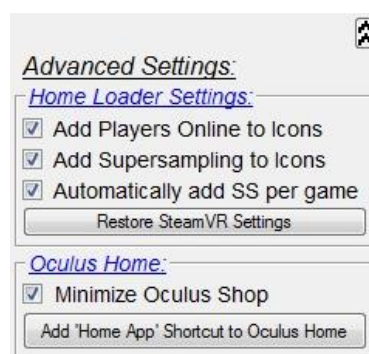 Advanced Settings:
Home Loader Settings:
Add Players Online to Icons
Add Supersampling to Icons
Automatically add SS per game
Restore SteamVR Settings
Oculus Home:
Minimize Oculus Shop
Add 'Home App' Shortcut to Oculus Home